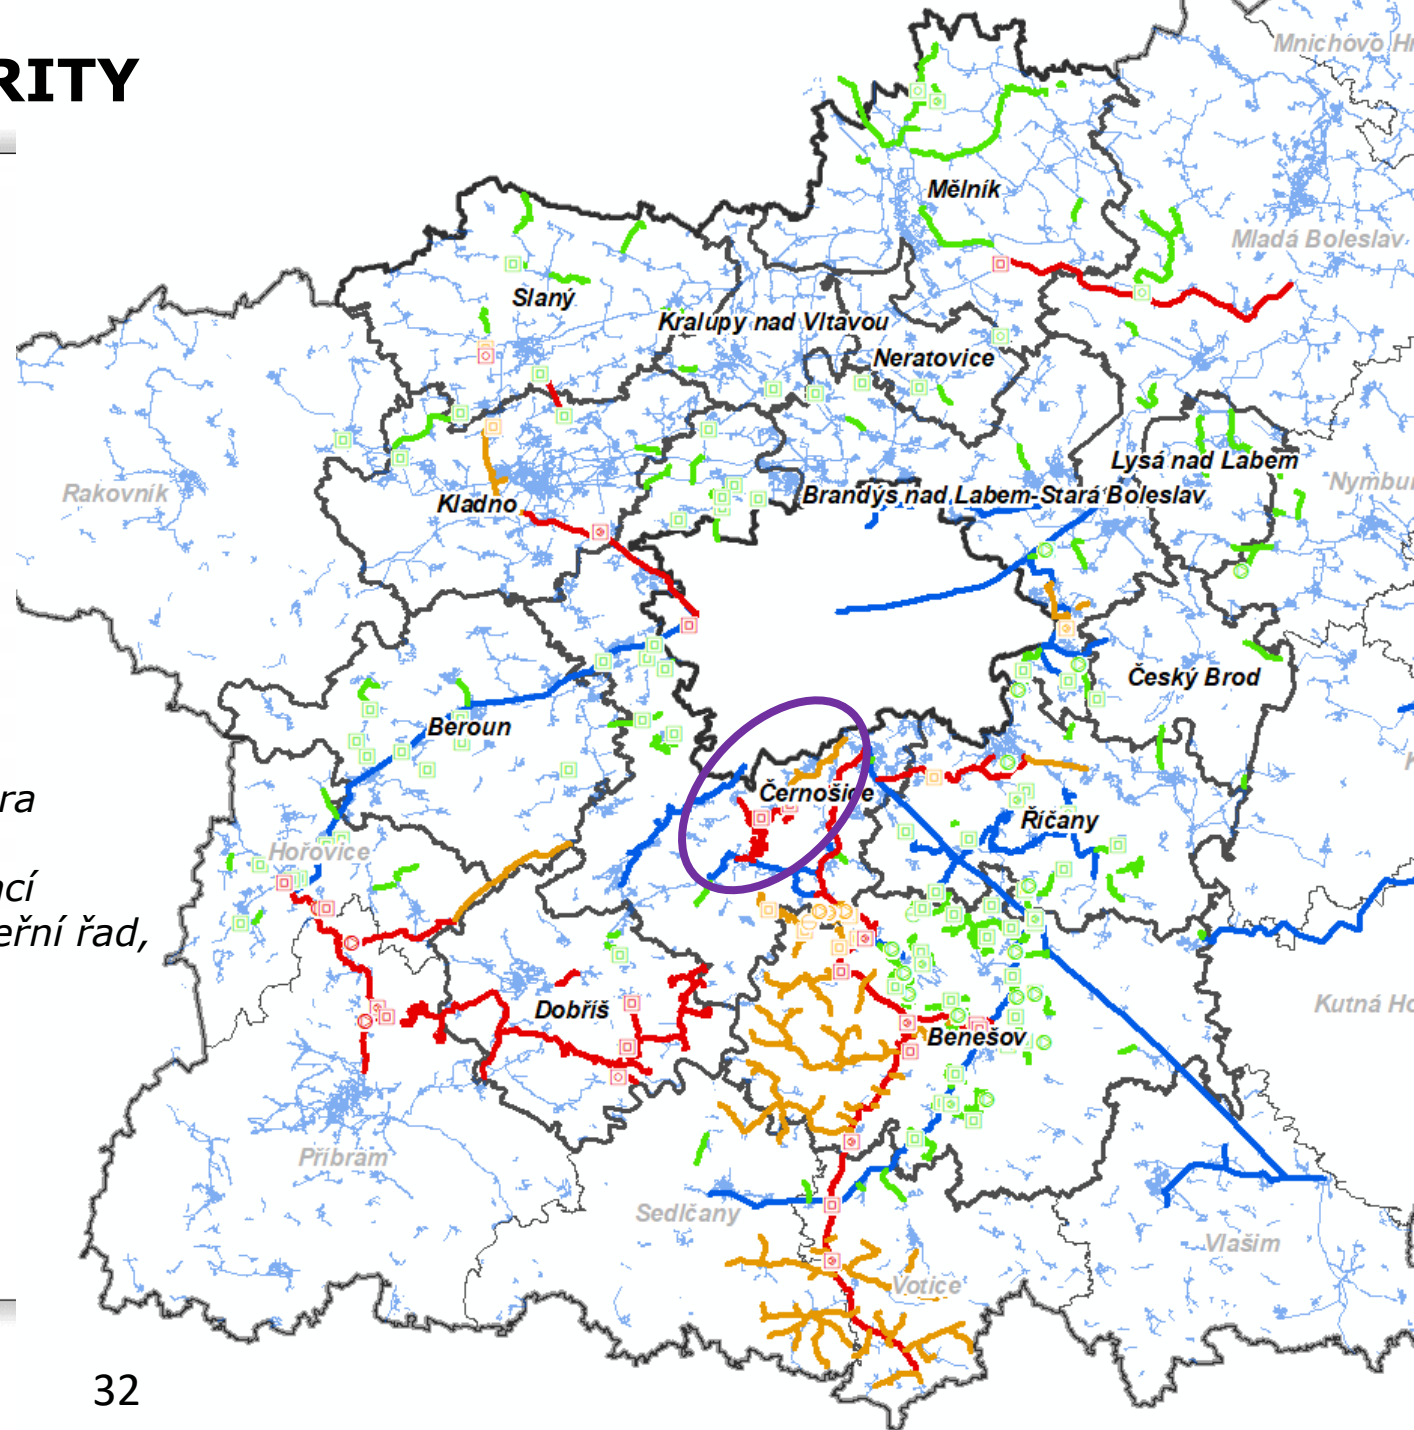 RITY
Mnichovo H
Mělník
Mladá Boleslav
Slaný
Kralupy nad Vltavou
Neratovice
Lysá nad Labem
Rakovník
Kladno
Brandýs nad Labem-Stará Boleslav
Nymbur
Český Brod
Beroun
ra
Černošice
Říčany
Hořovice
ací
eřní řad,
Dobříš
Kutná Ho
Benešov
Příbram
Sedlčany
Vlašim
Votice
32